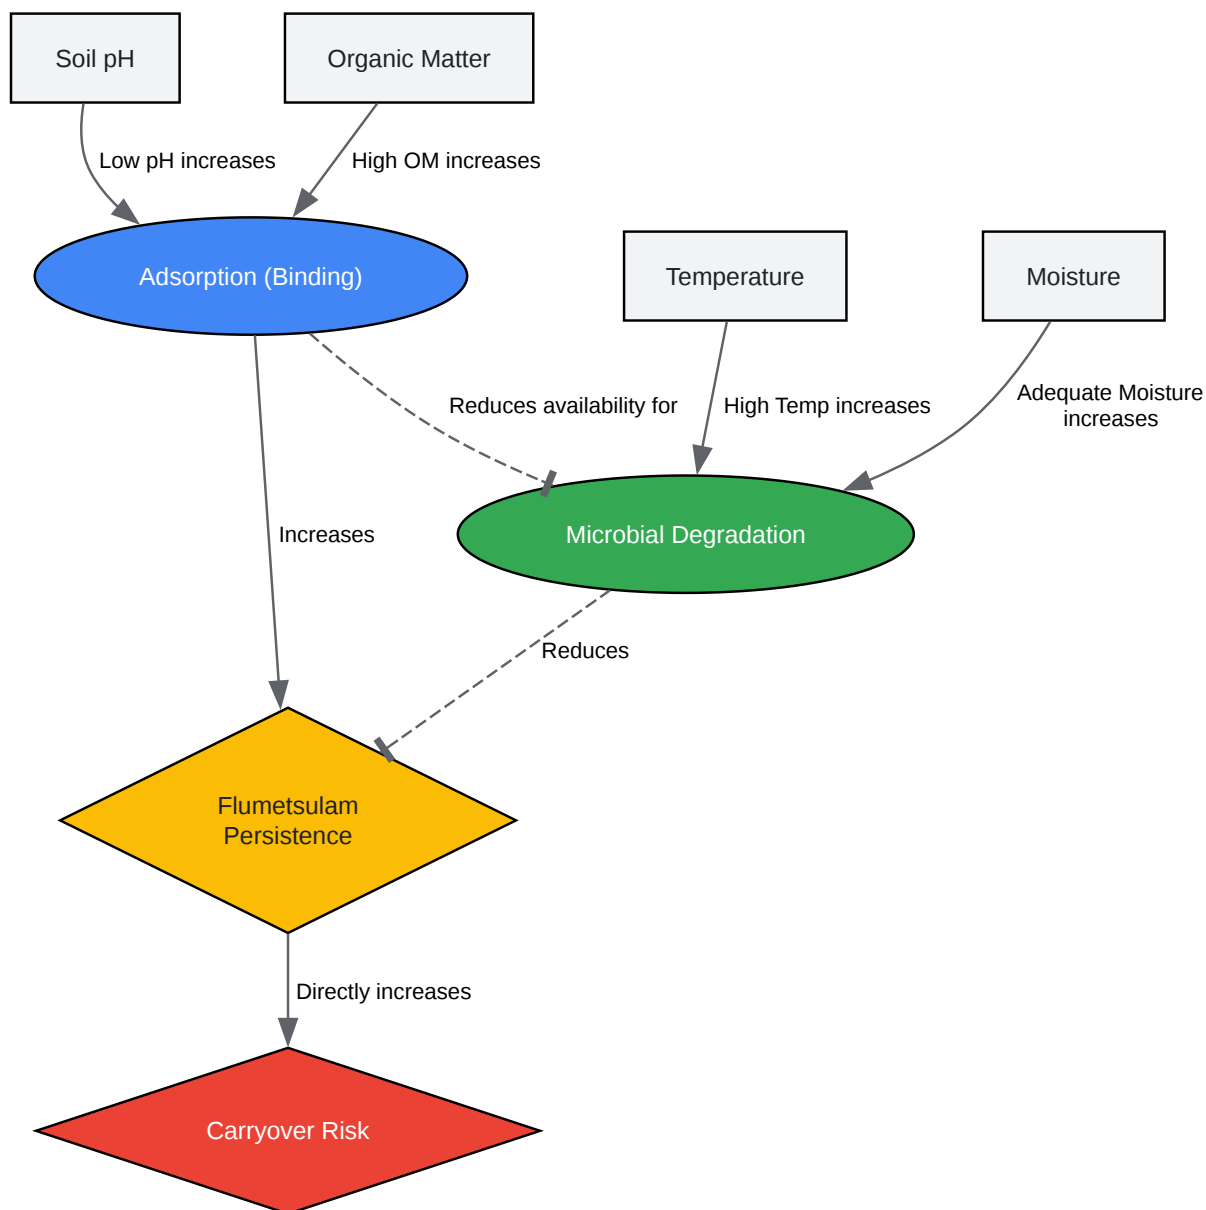 Soil pH
Organic Matter
Low pH increases
High OM increases
Adsorption (Binding)
Temperature
Moisture
Reduces availability for
High Temp increases
Adequate Moisture
increases
Increases
Microbial Degradation
Reduces
Flumetsulam
Persistence
Directly increases
Carryover Risk